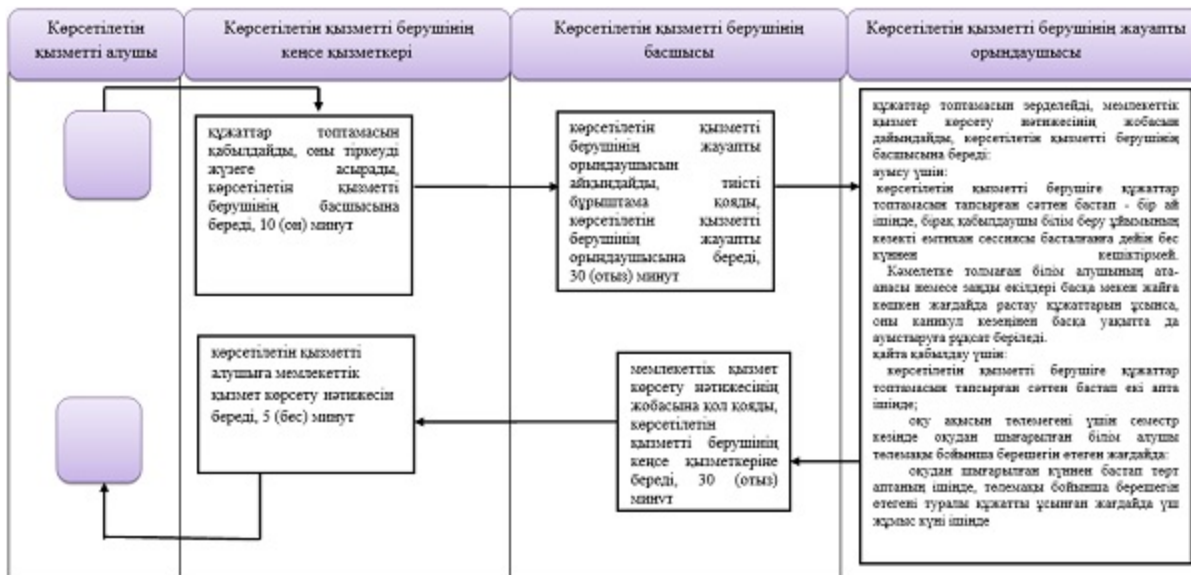 Көрсетілетін
қызметті алушы
Көрсетілетін қызметті берушінің
кеңсе қызметкері
Көрсетілетін қызметті берушінің
басшысы
Көрсетілетін қызметті берушінің жауапты
орындаушысы
құжаттар топтамасын
қабылдайды, оны тіркеуді
жүзеге асырады,
көрсетілетін қызметті
берушінің басшысына
береді, 10 (он) минут
көрсетілетін қызметті
берушінің жауапты
орындаушысын
айқындайды, тиісті
бұрыштама қояды,
көрсетілетін қызметті
берушінің жауапты
орындаушысына береді,
30 (отыз) минут
құжаттар топтамасын зерделейді, мемлекеттік
қызмет көрсету нәтижесінің жобасын
дайындайды, көрсетілетін қызметті берушінің
басшысына береді:
ауысу үшін:
көрсетілетін қызметті берушіге құжаттар
топтамасын тапсырған сәттен бастап - бір ай
ішінде, бірақ қабылдаушы білім беру ұйымының
кезекті емтихан сессиясы басталғанға дейін бес
күннен кешіктірмей.
Кәмелетке толмаған білім алушының ата-
анасы немесе заңды өкілдері басқа мекен жайға
көшкен жағдайда растау құжаттарын ұсынса,
оны каникул кезеңінен басқа уақытта да
ауыстыруға рұқсат беріледі.
қайта қабылдау үшін:
көрсетілетін қызметті берушіге құжаттар
топтамасын тапсырған сәттен бастап екі апта
ішінде;
оқу ақысын төлемегені үшін семестр
кезінде оқудан шығарылған білім алушы
төлемақы бойынша берешегін өтеген жағдайда:
оқудан шығарылған күннен бастап төрт
аптаның ішінде, төлемақы бойынша берешегін
өтегені туралы құжатты ұсынған жағдайда үш
жұмыс күні ішінде
көрсетілетін қызметті
алушыға мемлекеттік
қызмет көрсету нәтижесін
береді, 5 (бес) минут
мемлекеттік қызмет
көрсету нәтижесінің
жобасына қол қояды,
көрсетілетін
қызметті берушінің
кеңсе қызметкеріне
береді, 30 (отыз)
минут